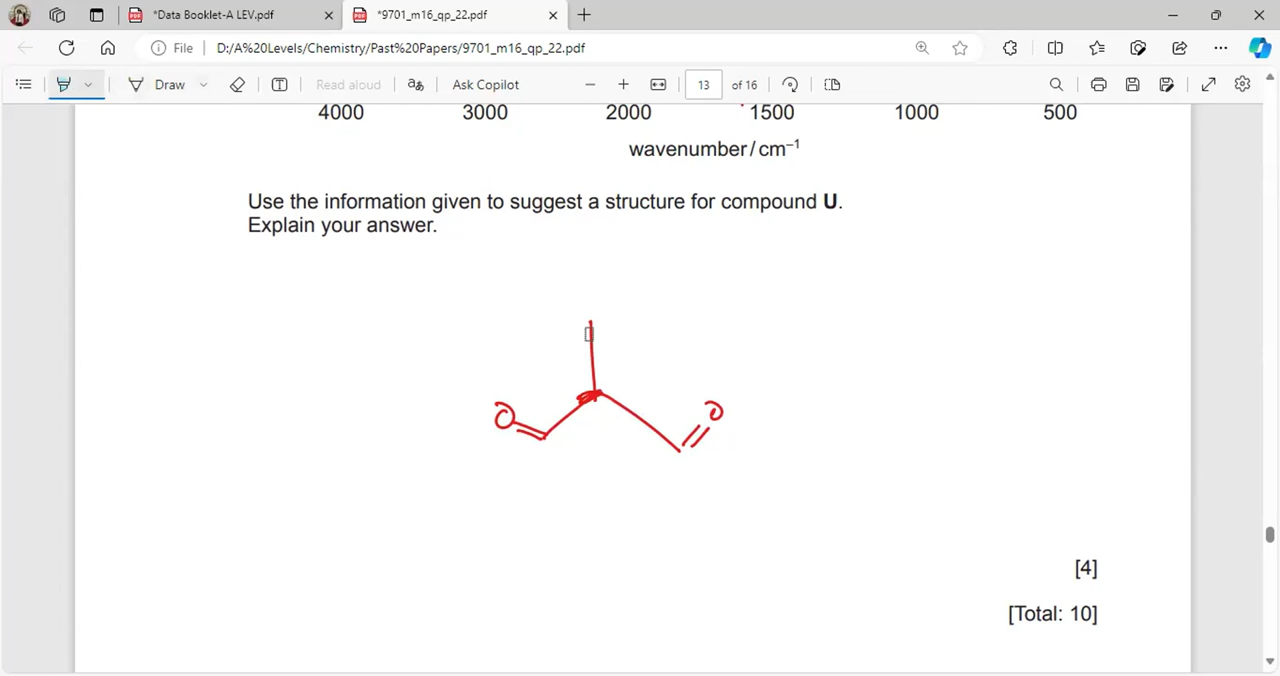 *Data Booklet-A LEV.pdf
*9701_m16_qp_22.pdf
File
D:/A%20Levels/Chemistry/Past%20Papers/9701_m16_qp_22.pdf
Draw
Read aloud
aあ
Ask Copilot
13 of 16
4000 3000 2000 1500 1000 500
wavenumber/cm⁻¹
Use the information given to suggest a structure for compound U.
Explain your answer.
O
O
[4]
[Total: 10]